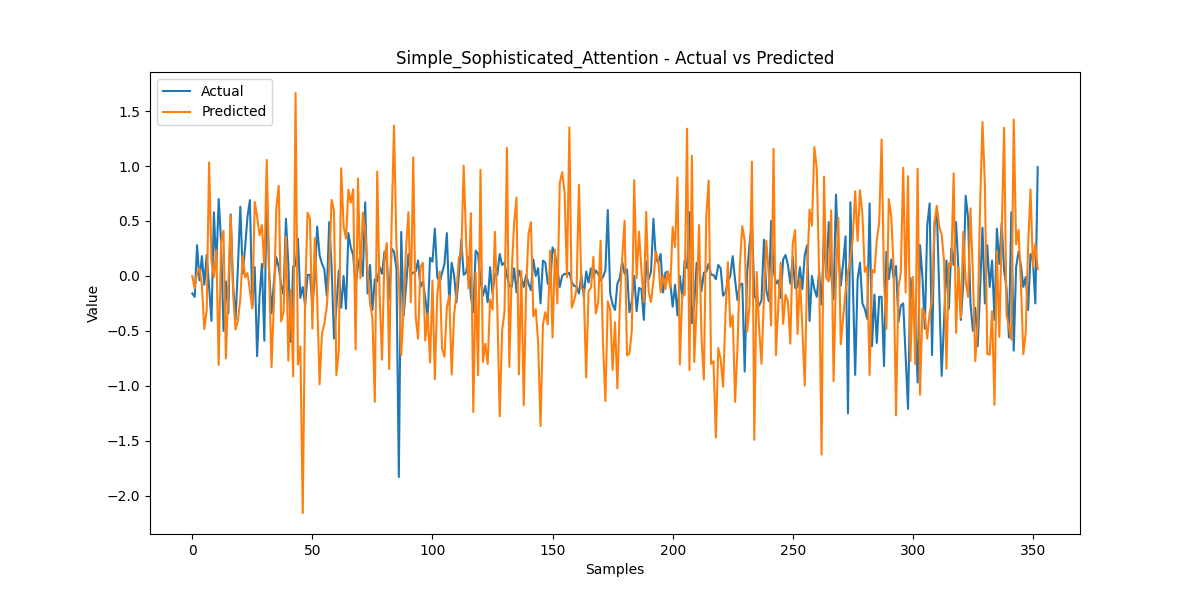 Simple_Sophisticated_Attention - Actual vs Predicted
Actual
Predicted
1.5
1.0
0.5
0.0
−0.5
−1.0
−1.5
−2.0
Value
0 50 100 150 200 250 300 350
Samples